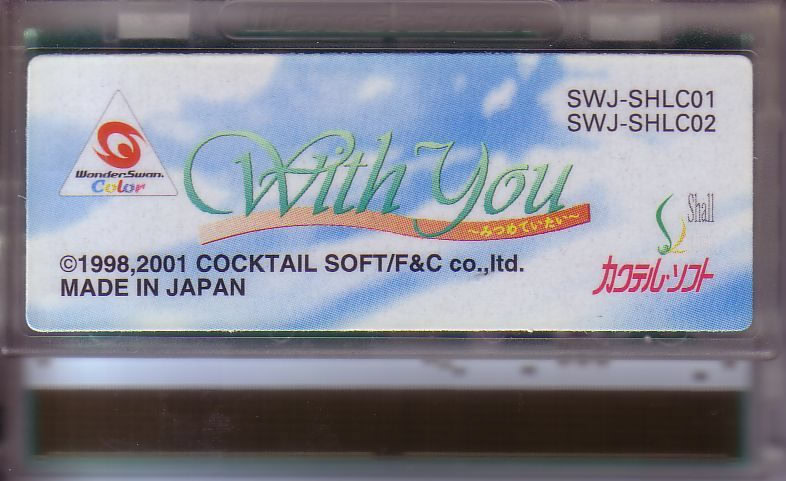 SWJ-SHLC01
SWJ-SHLC02
WonderSwan
Color
With You
～みつめていたい～
Shall
カクテル・ソフト
©1998,2001 COCKTAIL SOFT/F&C co.,ltd.
MADE IN JAPAN